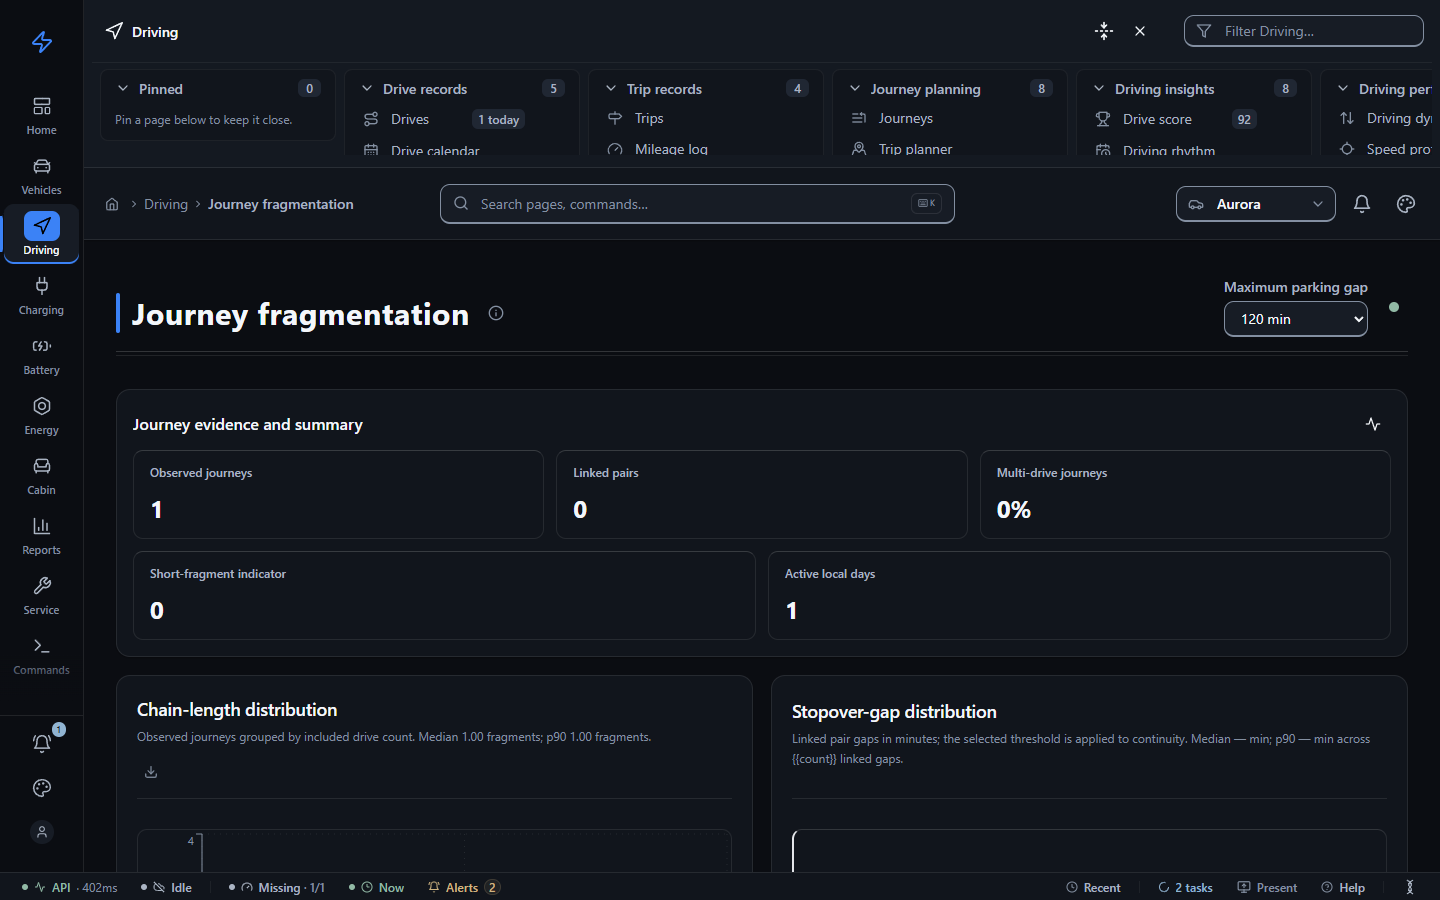 Driving
Filter Driving...
Pinned 0
Pin a page below to keep it close.
Drive records 5
Drives 1 today
Drive calendar
Trip records 4
Trips
Mileage log
Journey planning 8
Journeys
Trip planner
Driving insights 8
Drive score 92
Driving rhythm
Driving per
Driving dy
Speed pro
Home
Vehicles
Driving
Charging
Battery
Energy
Cabin
Reports
Service
Commands
1
Driving Journey fragmentation
Search pages, commands... K
Aurora
Journey fragmentation
Maximum parking gap
120 min
Journey evidence and summary
Observed journeys
1
Linked pairs
0
Multi-drive journeys
0%
Short-fragment indicator
0
Active local days
1
Chain-length distribution
Observed journeys grouped by included drive count. Median 1.00 fragments; p90 1.00 fragments.
4
Stopover-gap distribution
Linked pair gaps in minutes; the selected threshold is applied to continuity. Median — min; p90 — min across
{{count}} linked gaps.
API · 402ms Idle Missing · 1/1 Now Alerts 2 Recent 2 tasks Present Help